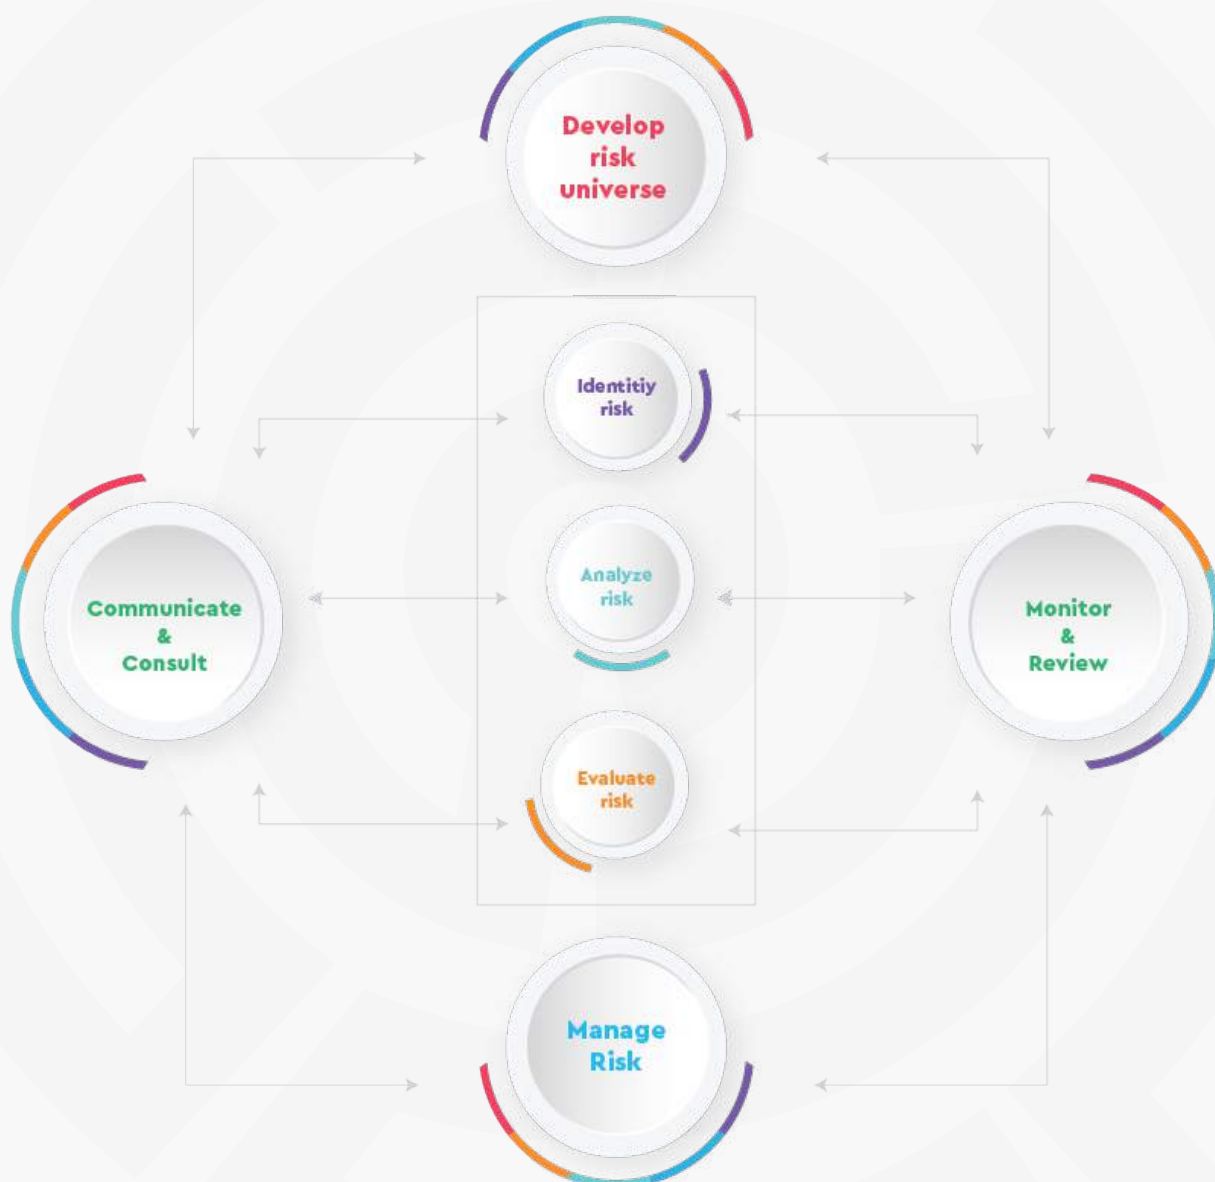 Develop
risk
universe
Identitiy
risk
Analyze
risk
Communicate
&
Consult
Monitor
&
Review
Evaluate
risk
Manage
Risk